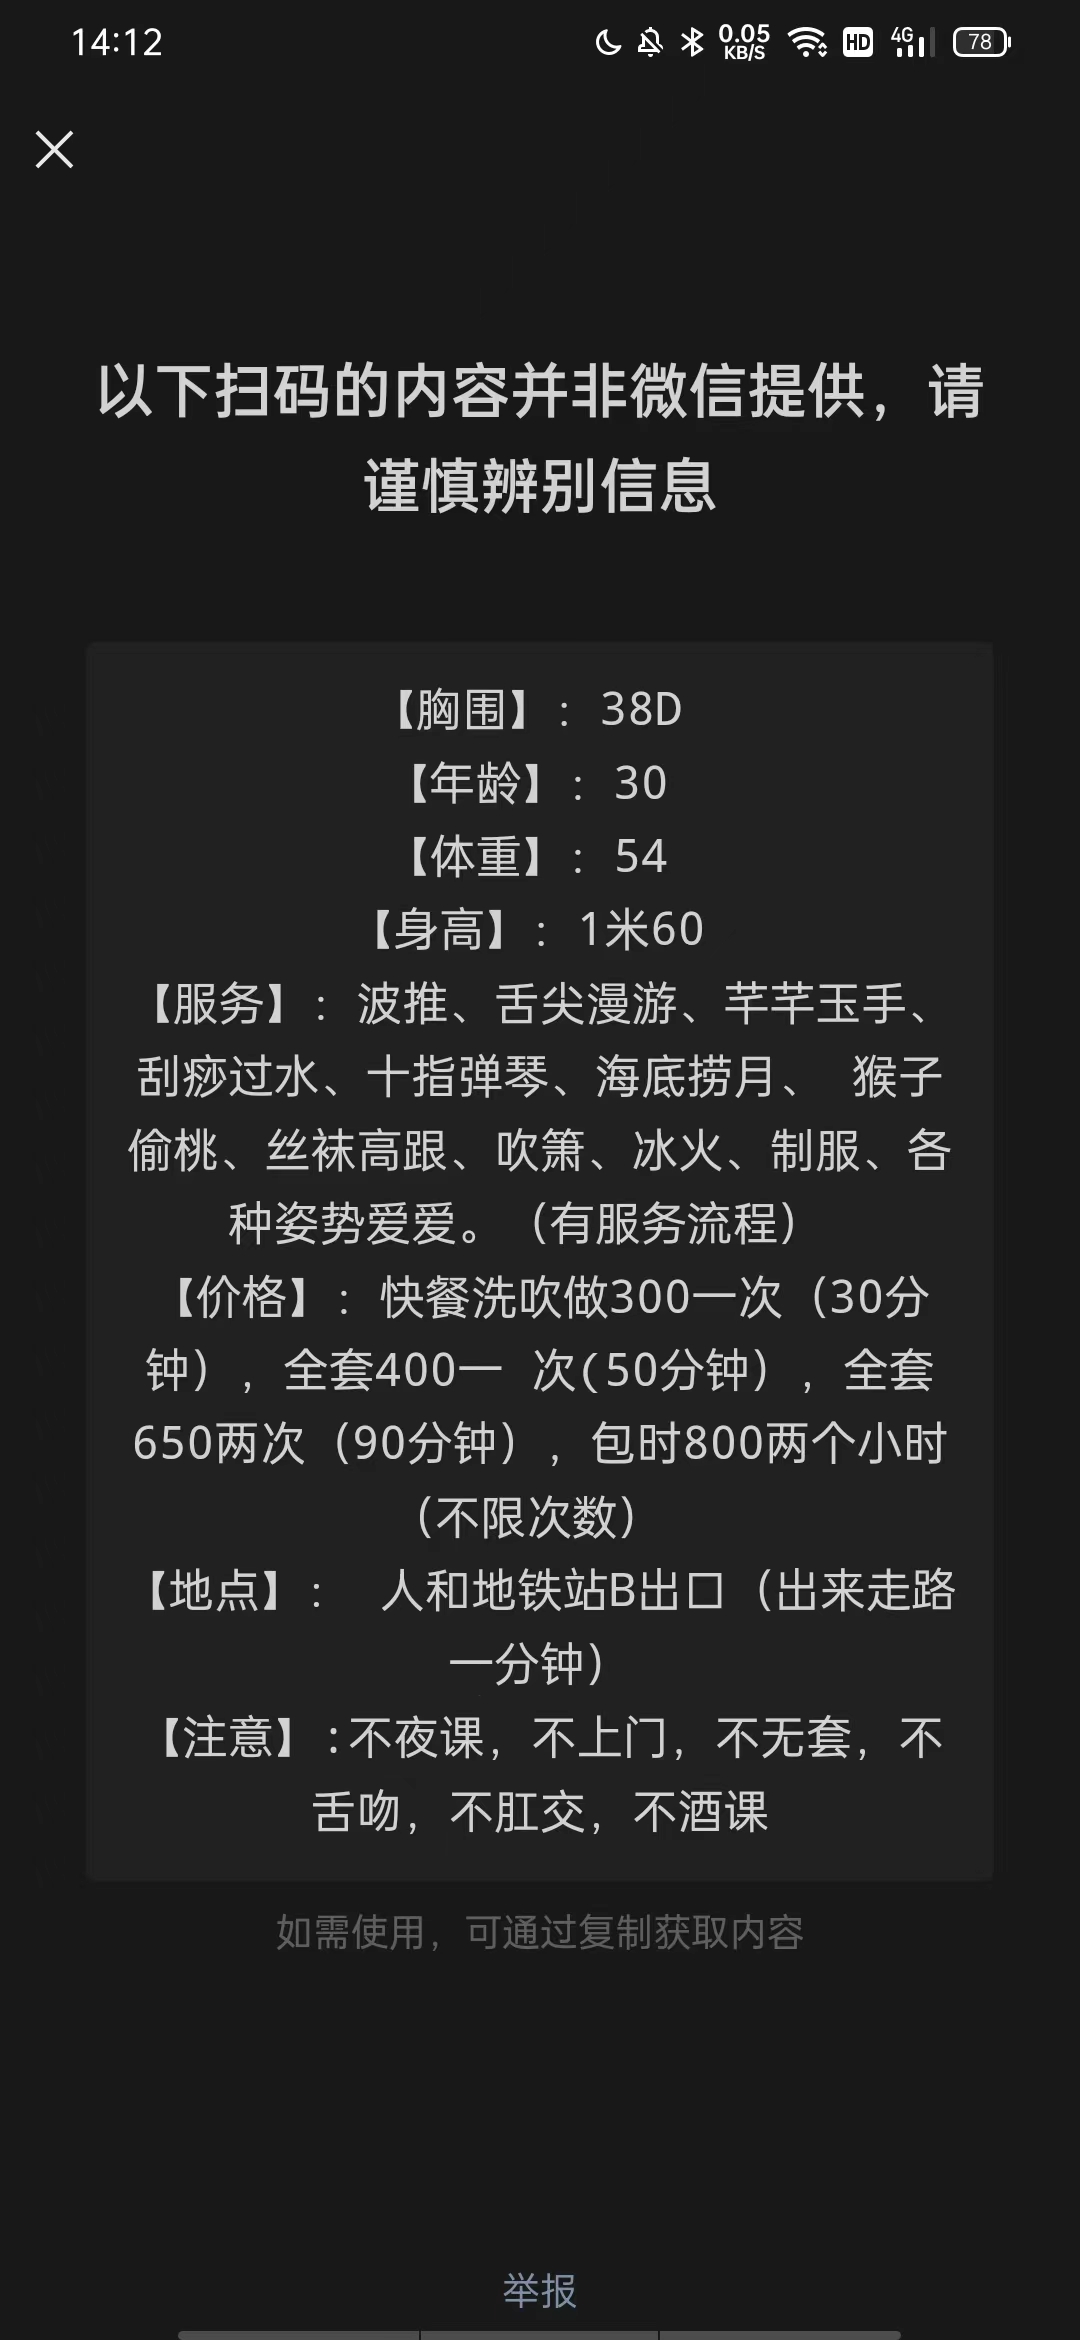 14:12
0.05
KB/S
HD
4G
78
以下扫码的内容并非微信提供，请
谨慎辨别信息
【胸围】：38D
【年龄】：30
【体重】：54
【身高】：1米60
【服务】：波推、舌尖漫游、芊芊玉手、
刮痧过水、十指弹琴、海底捞月、 猴子
偷桃、丝袜高跟、吹箫、冰火、制服、各
种姿势爱爱。（有服务流程）
【价格】：快餐洗吹做300一次（30分
钟），全套400一 次(50分钟），全套
650两次（90分钟），包时800两个小时
（不限次数）
【地点】： 人和地铁站B出口（出来走路
一分钟）
【注意】:不夜课，不上门，不无套，不
舌吻，不肛交，不酒课
如需使用，可通过复制获取内容
举报